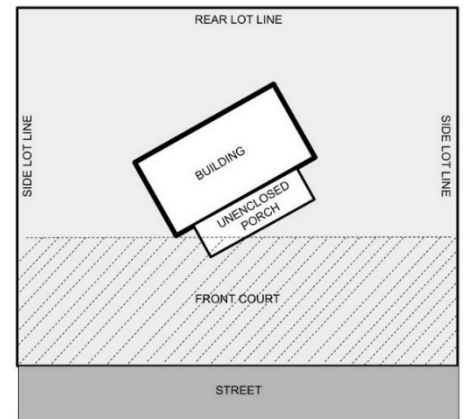 REAR LOT LINE
SIDE LOT LINE
SIDE LOT LINE
BUILDING
UNENCLOSED
PORCH
FRONT COURT
STREET